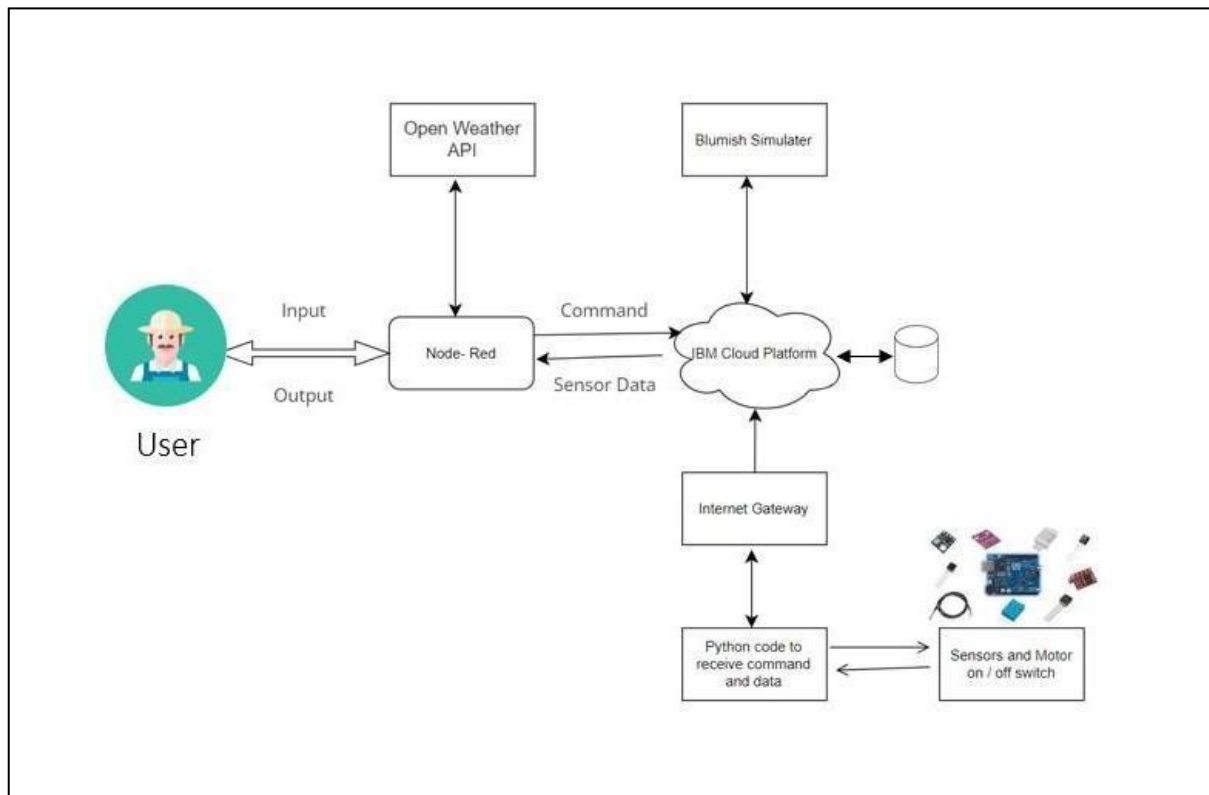 Open Weather
API
Blumish Simulater
Input
Command
Node- Red
IBM Cloud Platform
Output
Sensor Data
User
Internet Gateway
Python code to
receive command
and data
Sensors and Motor
on / off switch